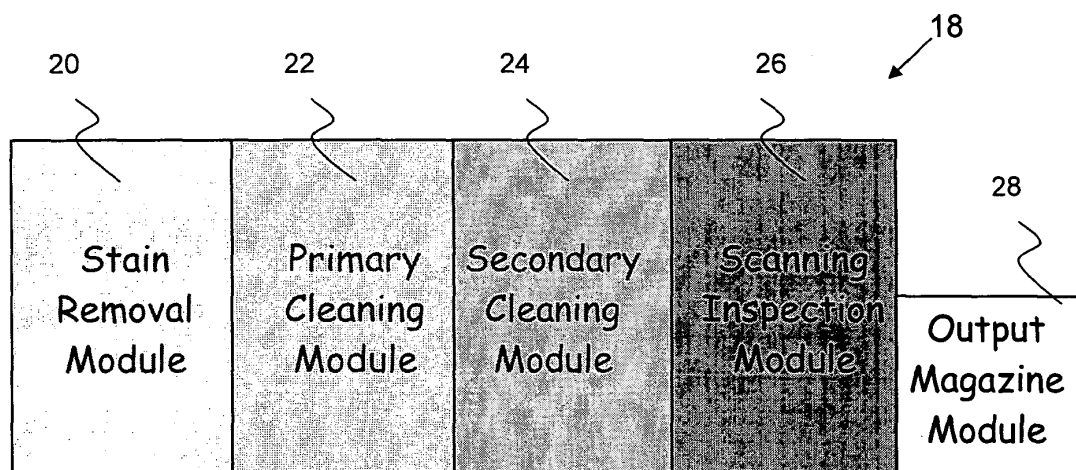 18
20
22
24
26
28
Stain
Removal
Module
Primary
Cleaning
Module
Secondary
Cleaning
Module
Scanning
Inspection
Module
Output
Magazine
Module